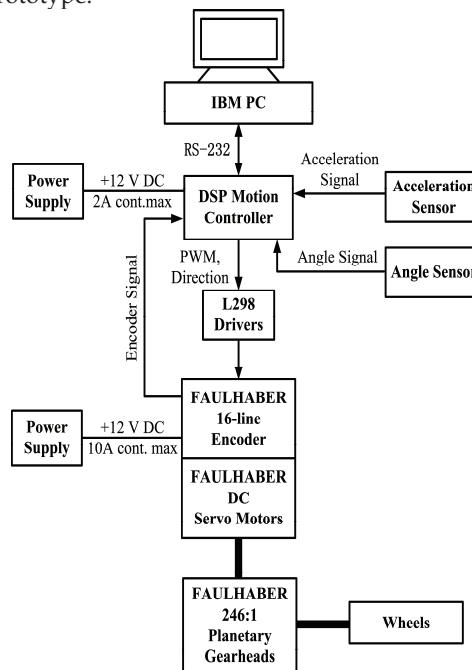 rototype.
IBM PC
RS-232
Acceleration
Signal
Power
Supply
+12 V DC
2A cont.max
DSP Motion
Controller
Acceleration
Sensor
PWM,
Direction
Angle Signal
Angle Sensor
Encoder Signal
L298
Drivers
FAULHABER
16-line
Encoder
Power
Supply
+12 V DC
10A cont. max
FAULHABER
DC
Servo Motors
FAULHABER
246:1
Planetary
Gearheads
Wheels